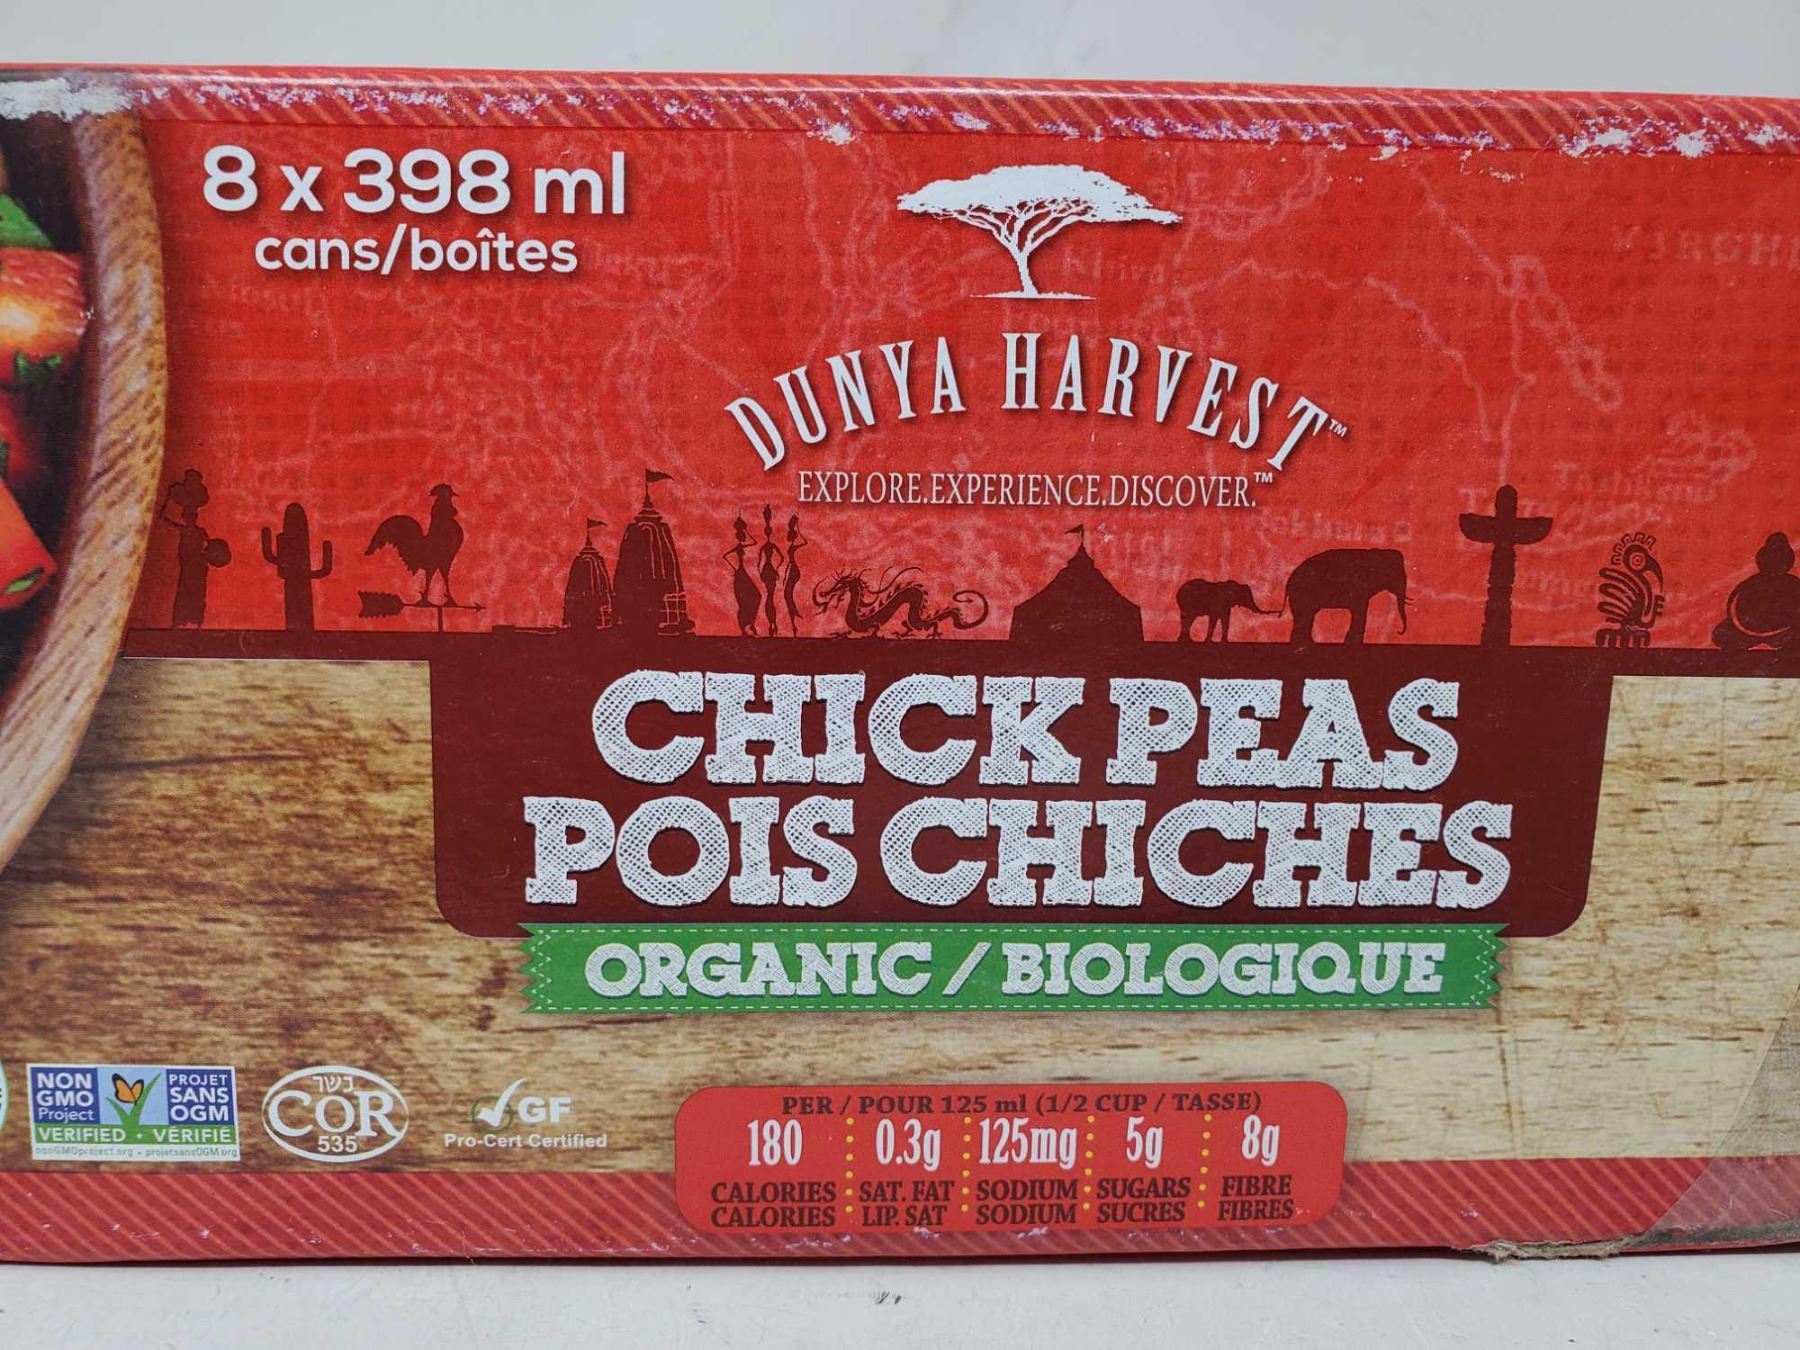 8 x 398 ml
cans/boîtes
DUNYA HARVEST™
EXPLORE.EXPERIENCE.DISCOVER.™
CHICK PEAS
POIS CHICHES
ORGANIC / BIOLOGIQUE
NON GMO Project
PROJET SANS OGM
VERIFIED • VÉRIFIÉ
nonGMOproject.org • projetsansOGM.org
כשר
COR
535
GF
Pro-Cert Certified
PER / POUR 125 ml (1/2 CUP / TASSE)
180 0.3g 125mg 5g 8g
CALORIES SAT. FAT SODIUM SUGARS FIBRE
CALORIES LIP. SAT SODIUM SUCRES FIBRES